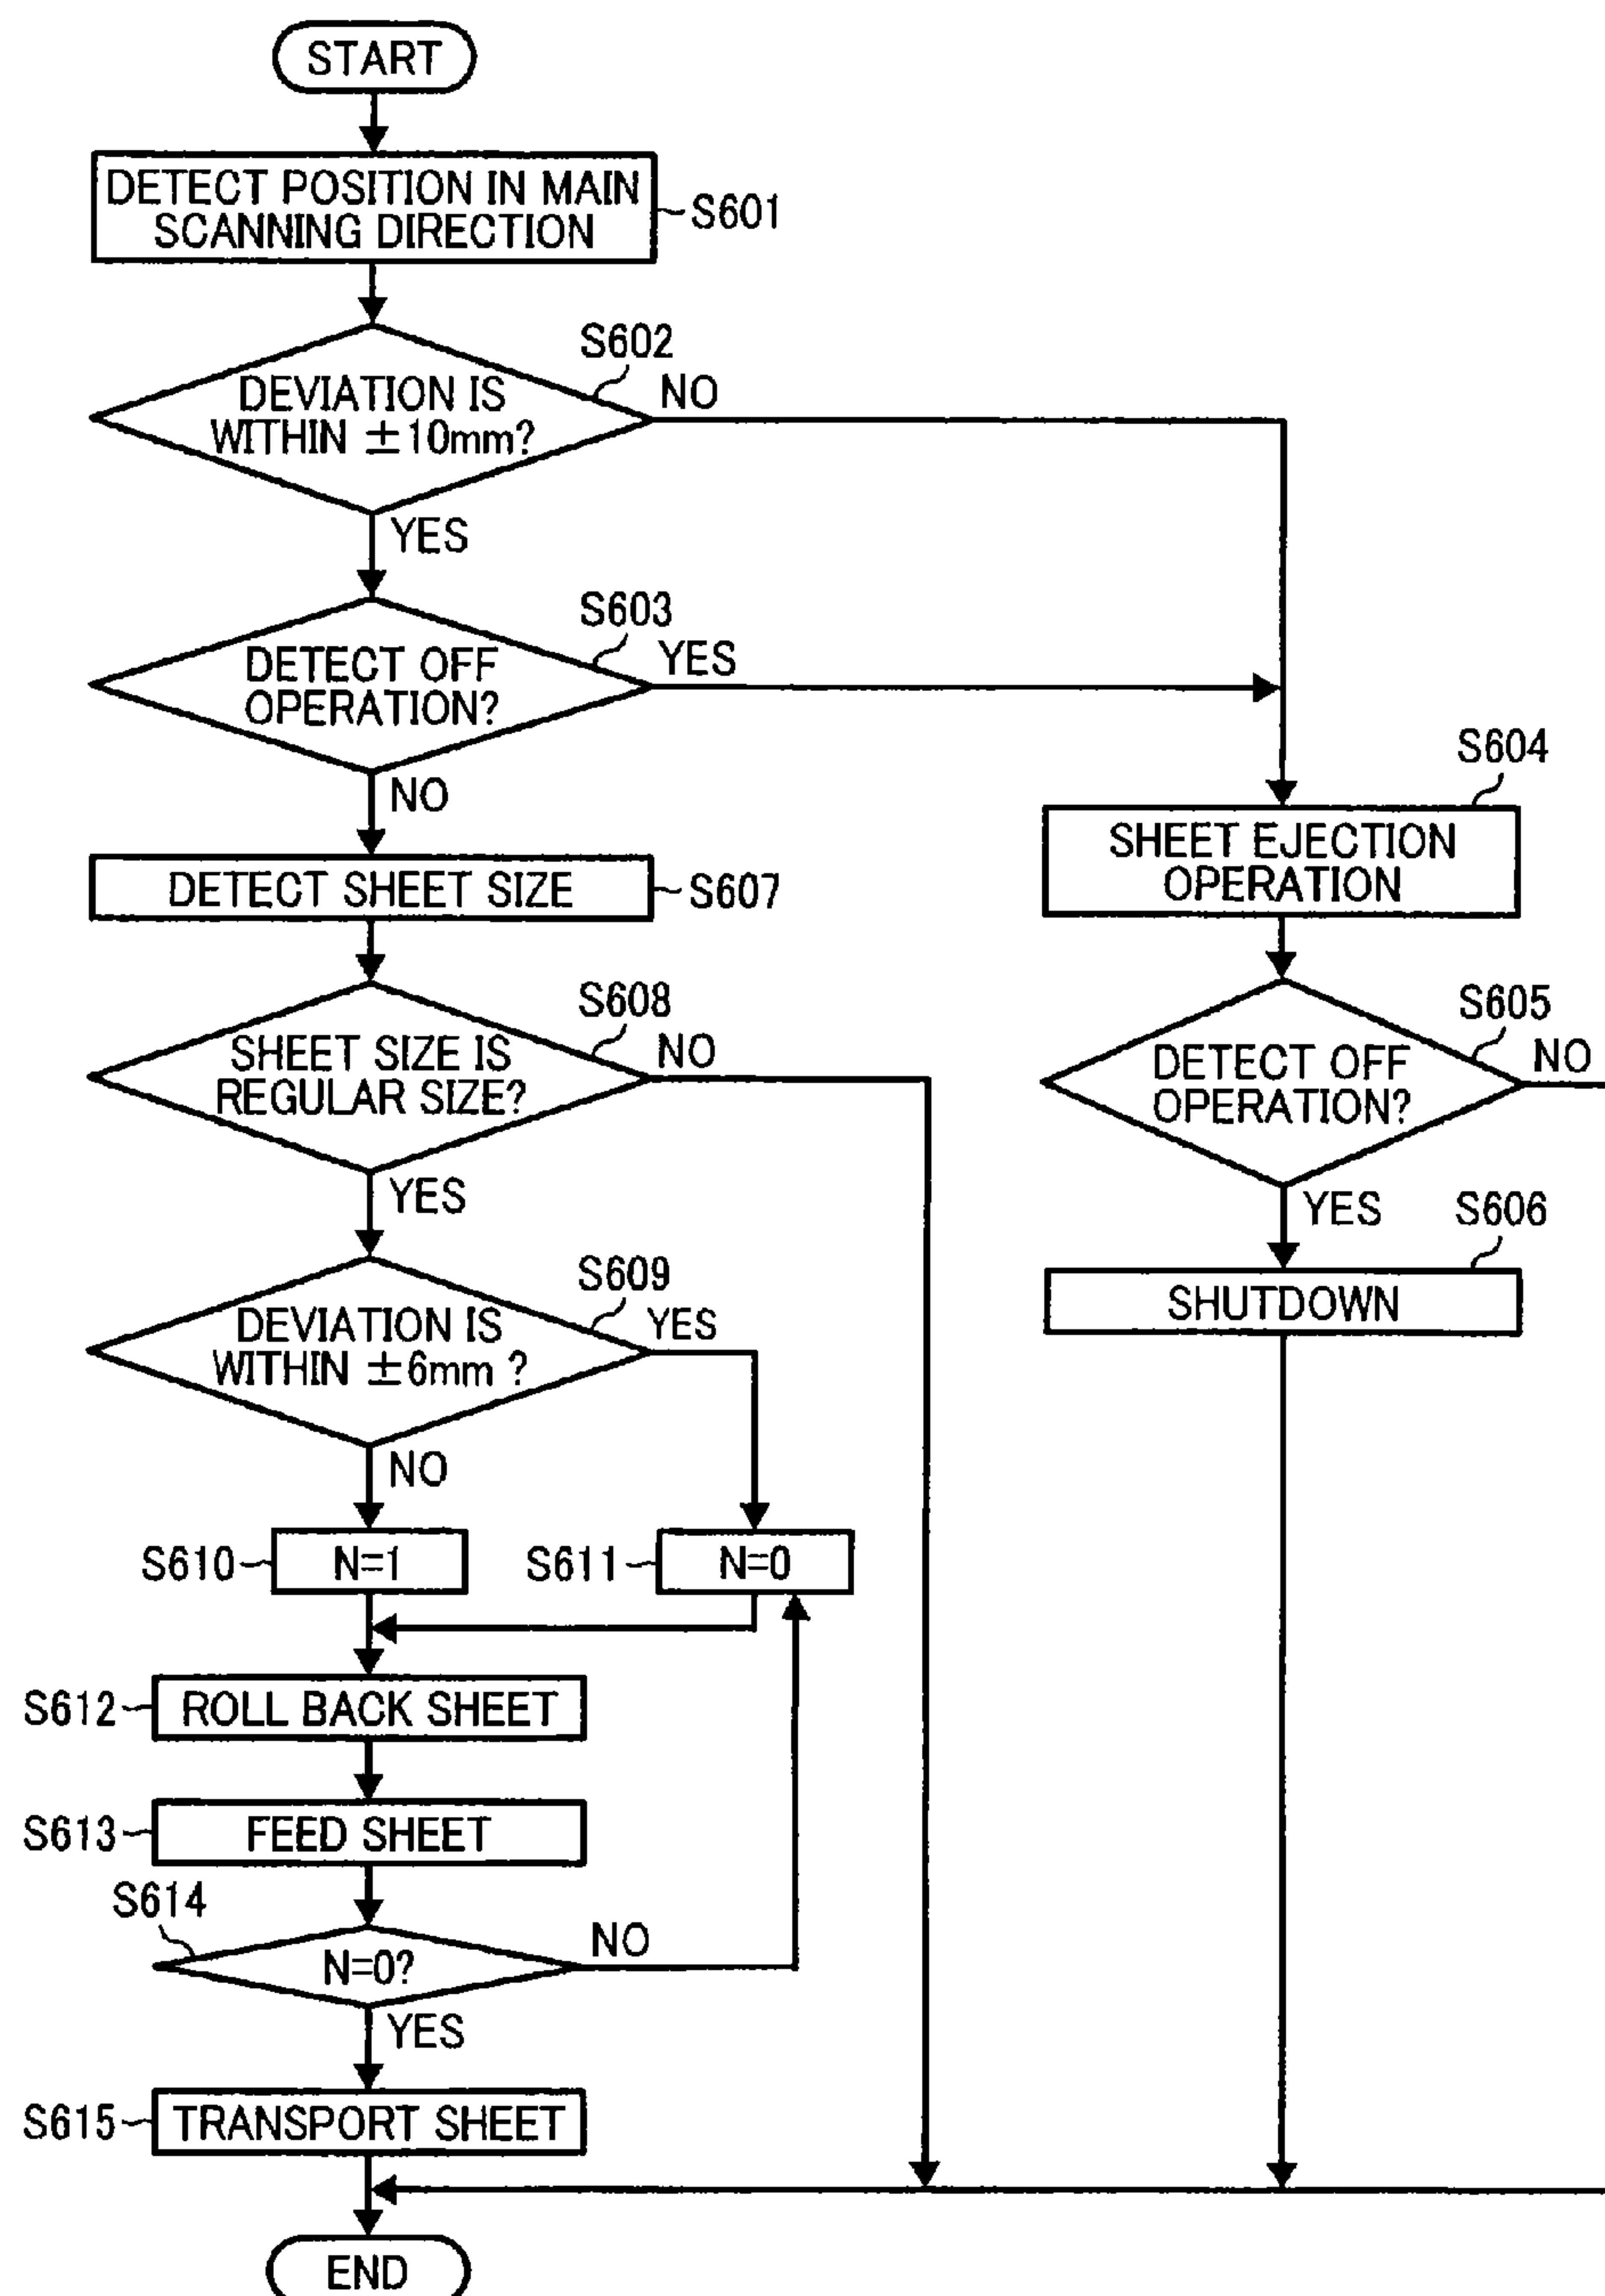 START
DETECT POSITION IN MAIN
SCANNING DIRECTION
S601
S602
DEVIATION IS
WITHIN ±10mm?
NO
YES
S603
DETECT OFF
OPERATION?
YES
NO
S604
SHEET EJECTION
OPERATION
DETECT SHEET SIZE
S607
S608
SHEET SIZE IS
REGULAR SIZE?
NO
YES
S605
DETECT OFF
OPERATION?
NO
YES
S606
SHUTDOWN
S609
DEVIATION IS
WITHIN ±6mm ?
YES
NO
S610
N=1
S611
N=0
S612
ROLL BACK SHEET
S613
FEED SHEET
S614
N=0?
NO
YES
S615
TRANSPORT SHEET
END